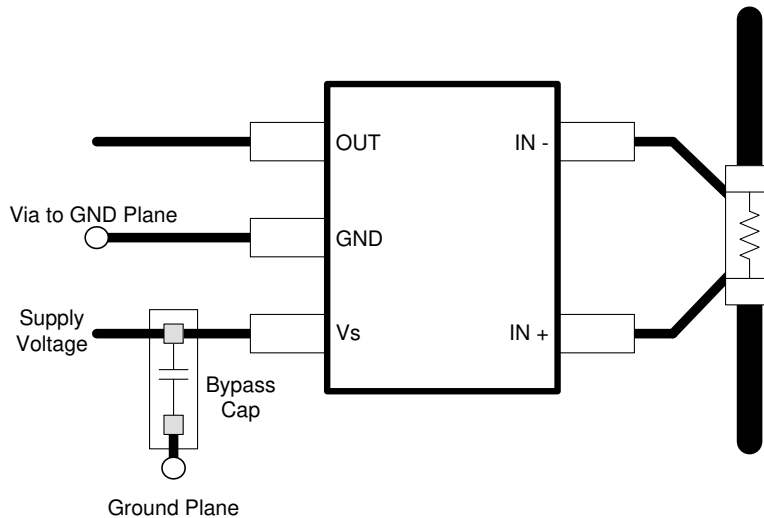 OUT
IN -
Via to GND Plane
GND
Supply
Voltage
Vs
IN +
Bypass
Cap
Ground Plane